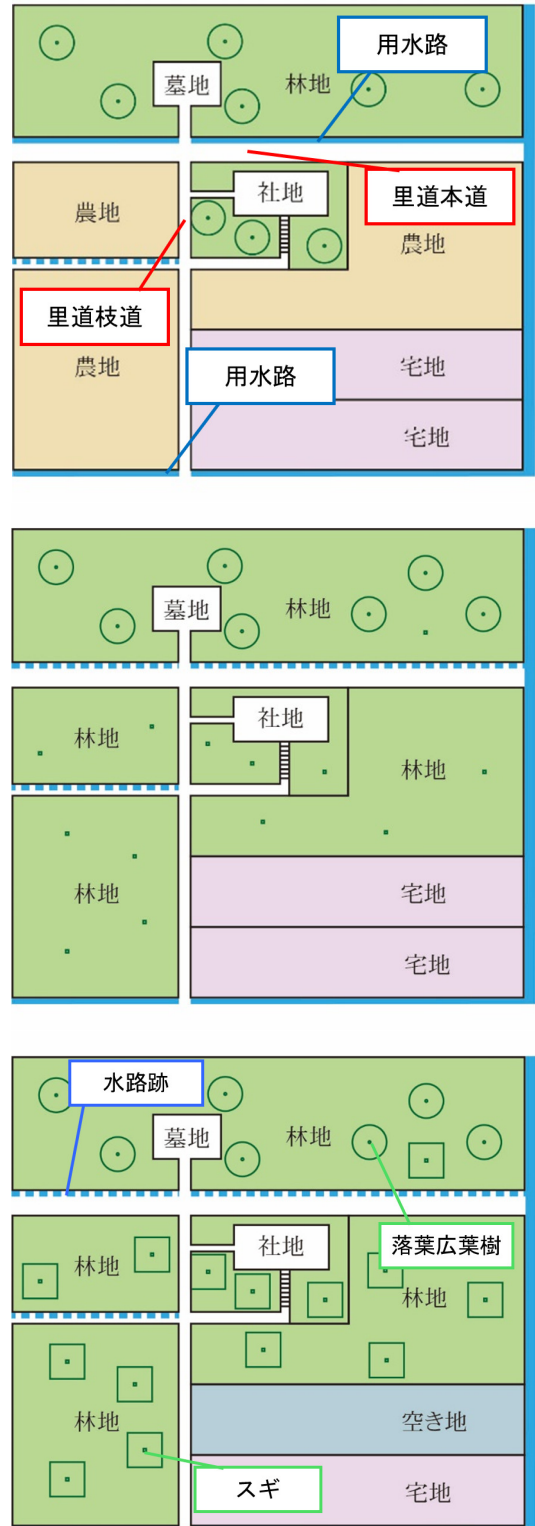 用水路
墓地
林地
里道本道
社地
農地
農地
里道枝道
農地
宅地
用水路
宅地
墓地
林地
社地
林地
林地
林地
宅地
宅地
水路跡
墓地
林地
社地
落葉広葉樹
林地
林地
林地
空き地
スギ
宅地